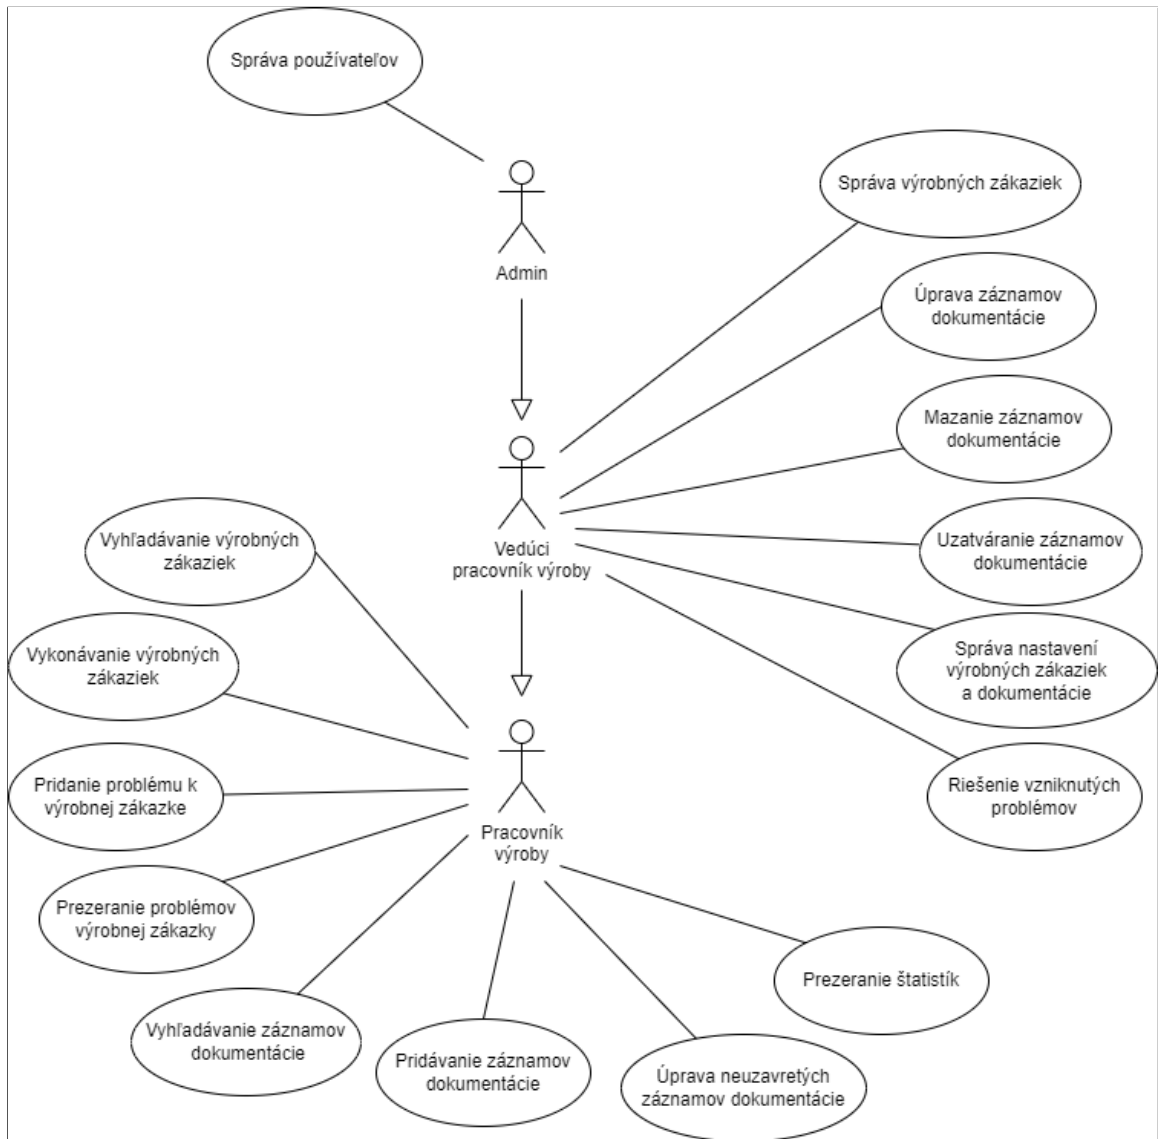 Správa používateľov
Správa výrobných zákaziek
Admin
Úprava záznamov
dokumentácie
Mazanie záznamov
dokumentácie
Vedúci
pracovník výroby
Vyhľadávanie výrobných
zákaziek
Uzatváranie záznamov
dokumentácie
Vykonávanie výrobných
zákaziek
Správa nastavení
výrobných zákaziek
a dokumentácie
Pridanie problému k
výrobnej zákazke
Riešenie vzniknutých
problémov
Pracovník
výroby
Prezeranie problémov
výrobnej zákazky
Prezeranie štatistík
Vyhľadávanie záznamov
dokumentácie
Pridávanie záznamov
dokumentácie
Úprava neuzavretých
záznamov dokumentácie